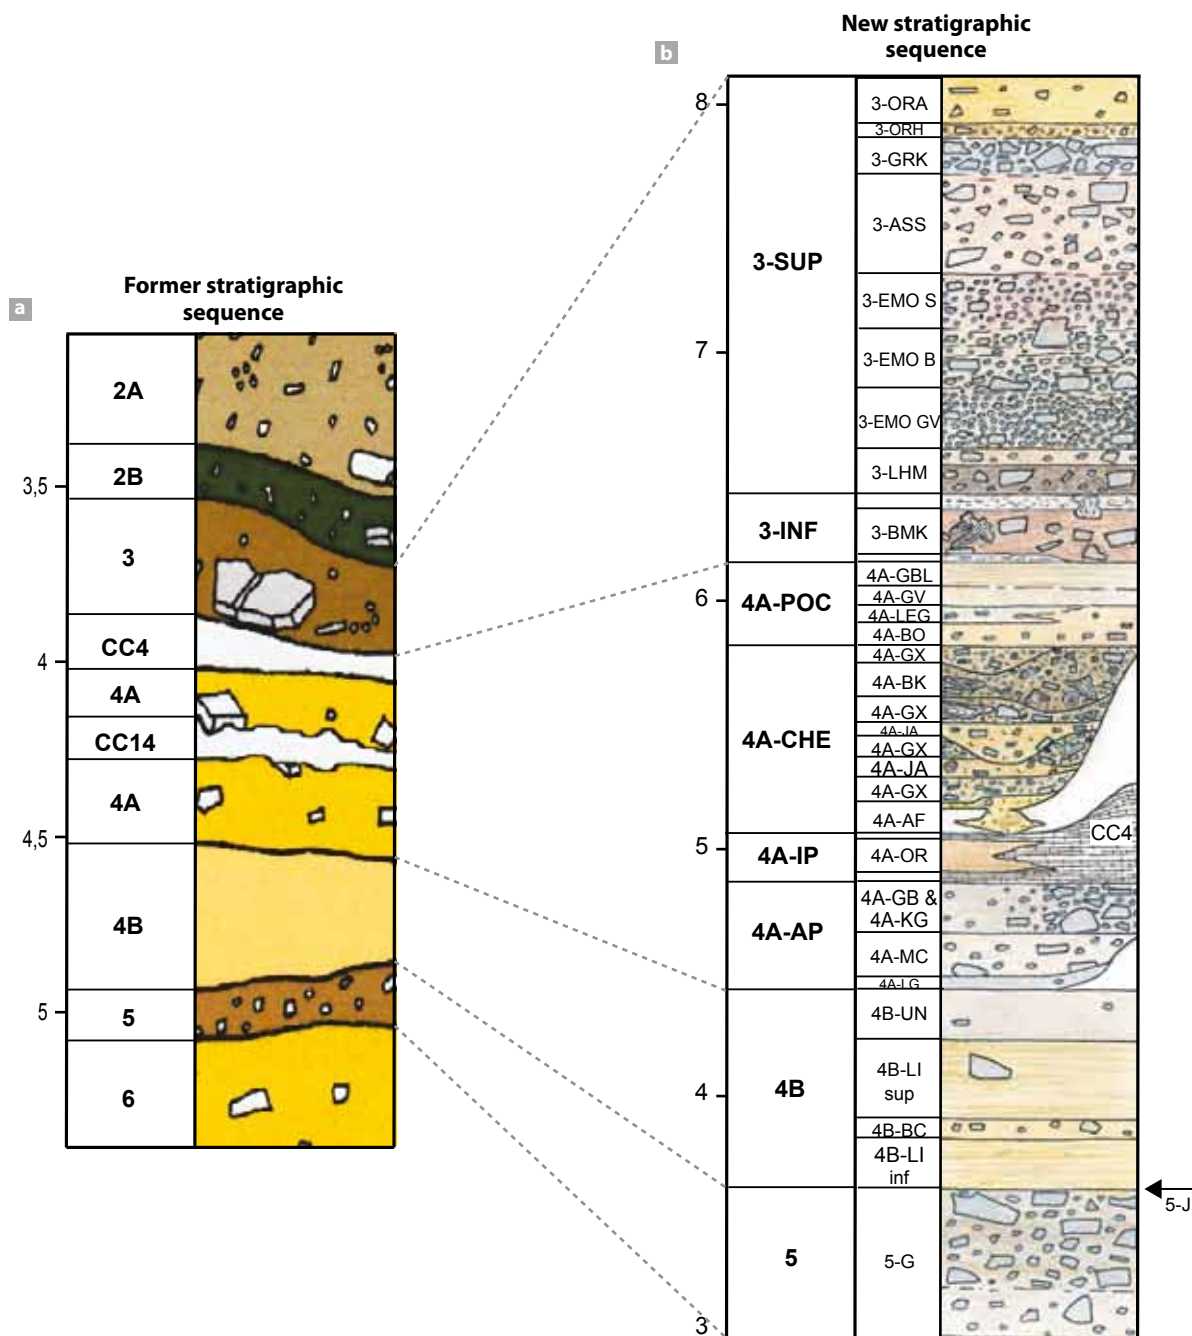 a
Former stratigraphic
sequence
2A
2B
3
CC4
4A
CC14
4A
4B
5
6
3,5
4
4,5
5
b
New stratigraphic
sequence
8
7
6
5
4
3
3-SUP
3-INF
4A-POC
4A-CHE
4A-IP
4A-AP
4B
5
3-ORA
3-ORH
3-GRK
3-ASS
3-EMO S
3-EMO B
3-EMO GV
3-LHM
3-BMK
4A-GBL
4A-GV
4A-LEG
4A-BO
4A-GX
4A-BK
4A-GX
4A-JA
4A-GX
4A-JA
4A-GX
4A-AF
4A-OR
4A-GB &
4A-KG
4A-MC
4A-LG
4B-UN
4B-LI
sup
4B-BC
4B-LI
inf
5-G
CC4
5-J